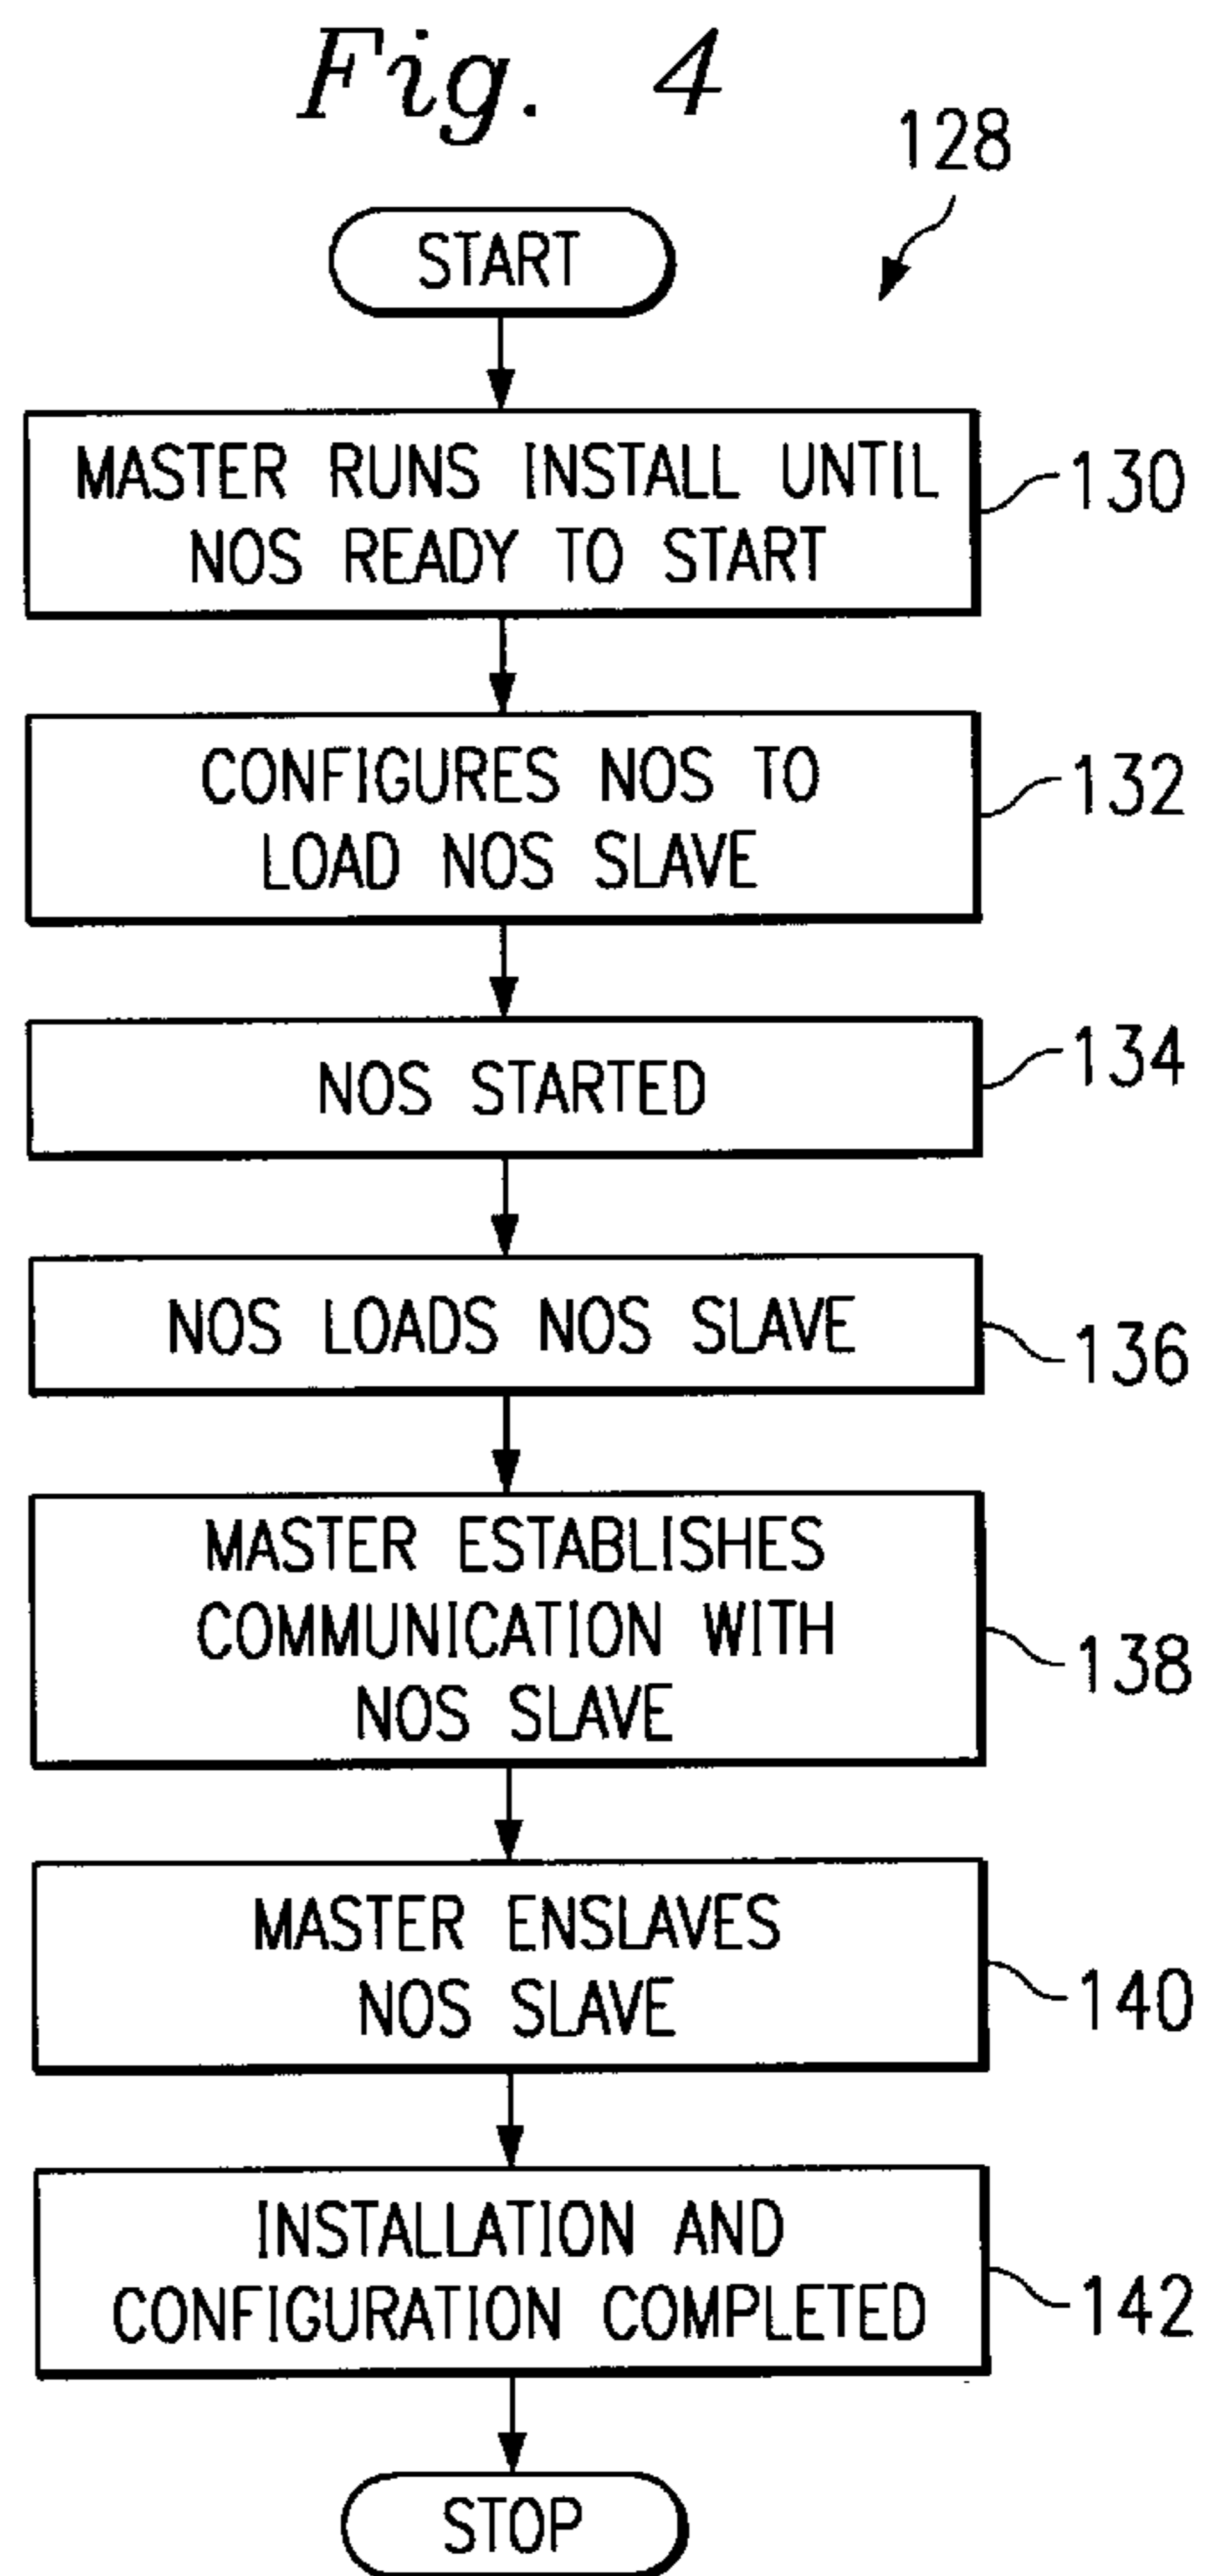 Fig. 4
128
START
MASTER RUNS INSTALL UNTIL
NOS READY TO START
130
CONFIGURES NOS TO
LOAD NOS SLAVE
132
NOS STARTED
134
NOS LOADS NOS SLAVE
136
MASTER ESTABLISHES
COMMUNICATION WITH
NOS SLAVE
138
MASTER ENSLAVES
NOS SLAVE
140
INSTALLATION AND
CONFIGURATION COMPLETED
142
STOP